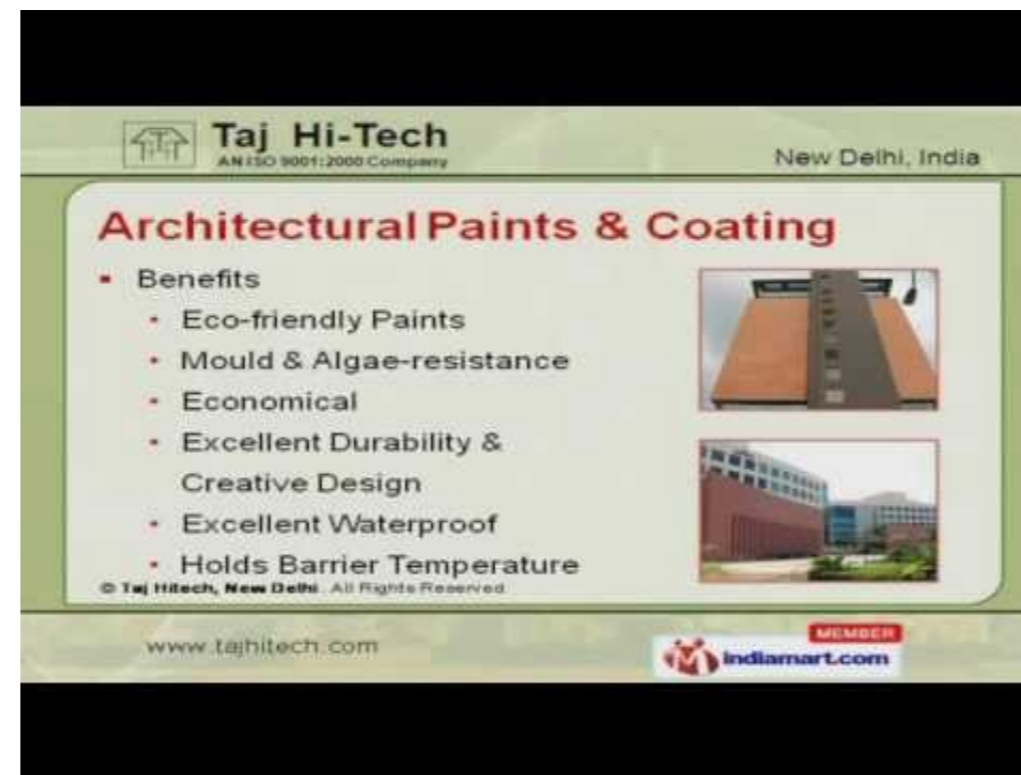 Taj Hi-Tech
AN ISO 9001:2000 Company
New Delhi, India
Architectural Paints & Coating
Benefits
Eco-friendly Paints
Mould & Algae-resistance
Economical
Excellent Durability &
Creative Design
Excellent Waterproof
Holds Barrier Temperature
© Taj Hitech, New Delhi. All Rights Reserved
www.tajhitech.com
MEMBER
indiamart.com